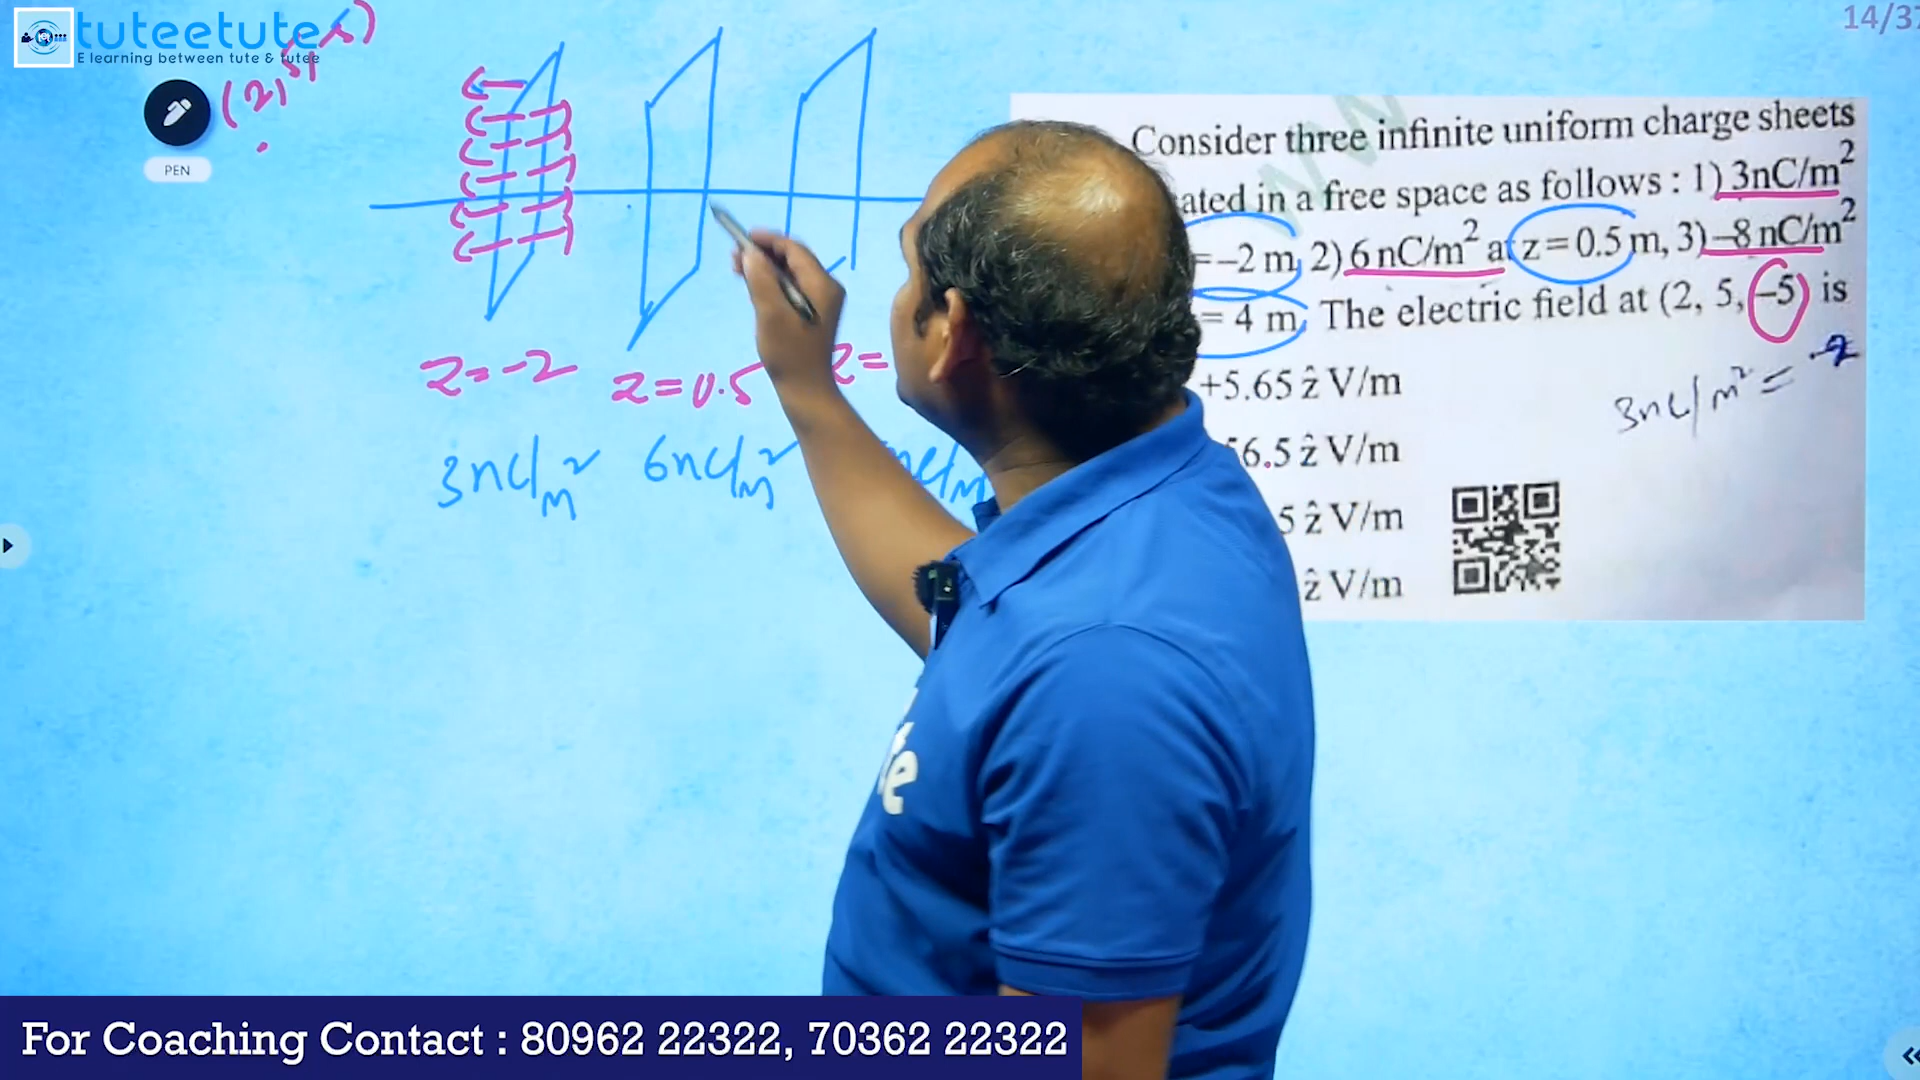 tuteetute
E learning between tute & tutee
14/37
(2, 5, -5)
PEN
Consider three infinite uniform charge sheets
ated in a free space as follows : 1) 3nC/m²
=–2 m, 2) 6 nC/m² at z = 0.5 m, 3) –8 nC/m²
= 4 m. The electric field at (2, 5, –5) is
+5.65 ẑ V/m
6.5 ẑ V/m
5 ẑ V/m
ẑ V/m
3nC/m² = -2
z=-2 z=0.5 z=
3nC/m² 6nC/m² nC/m
For Coaching Contact : 80962 22322, 70362 22322